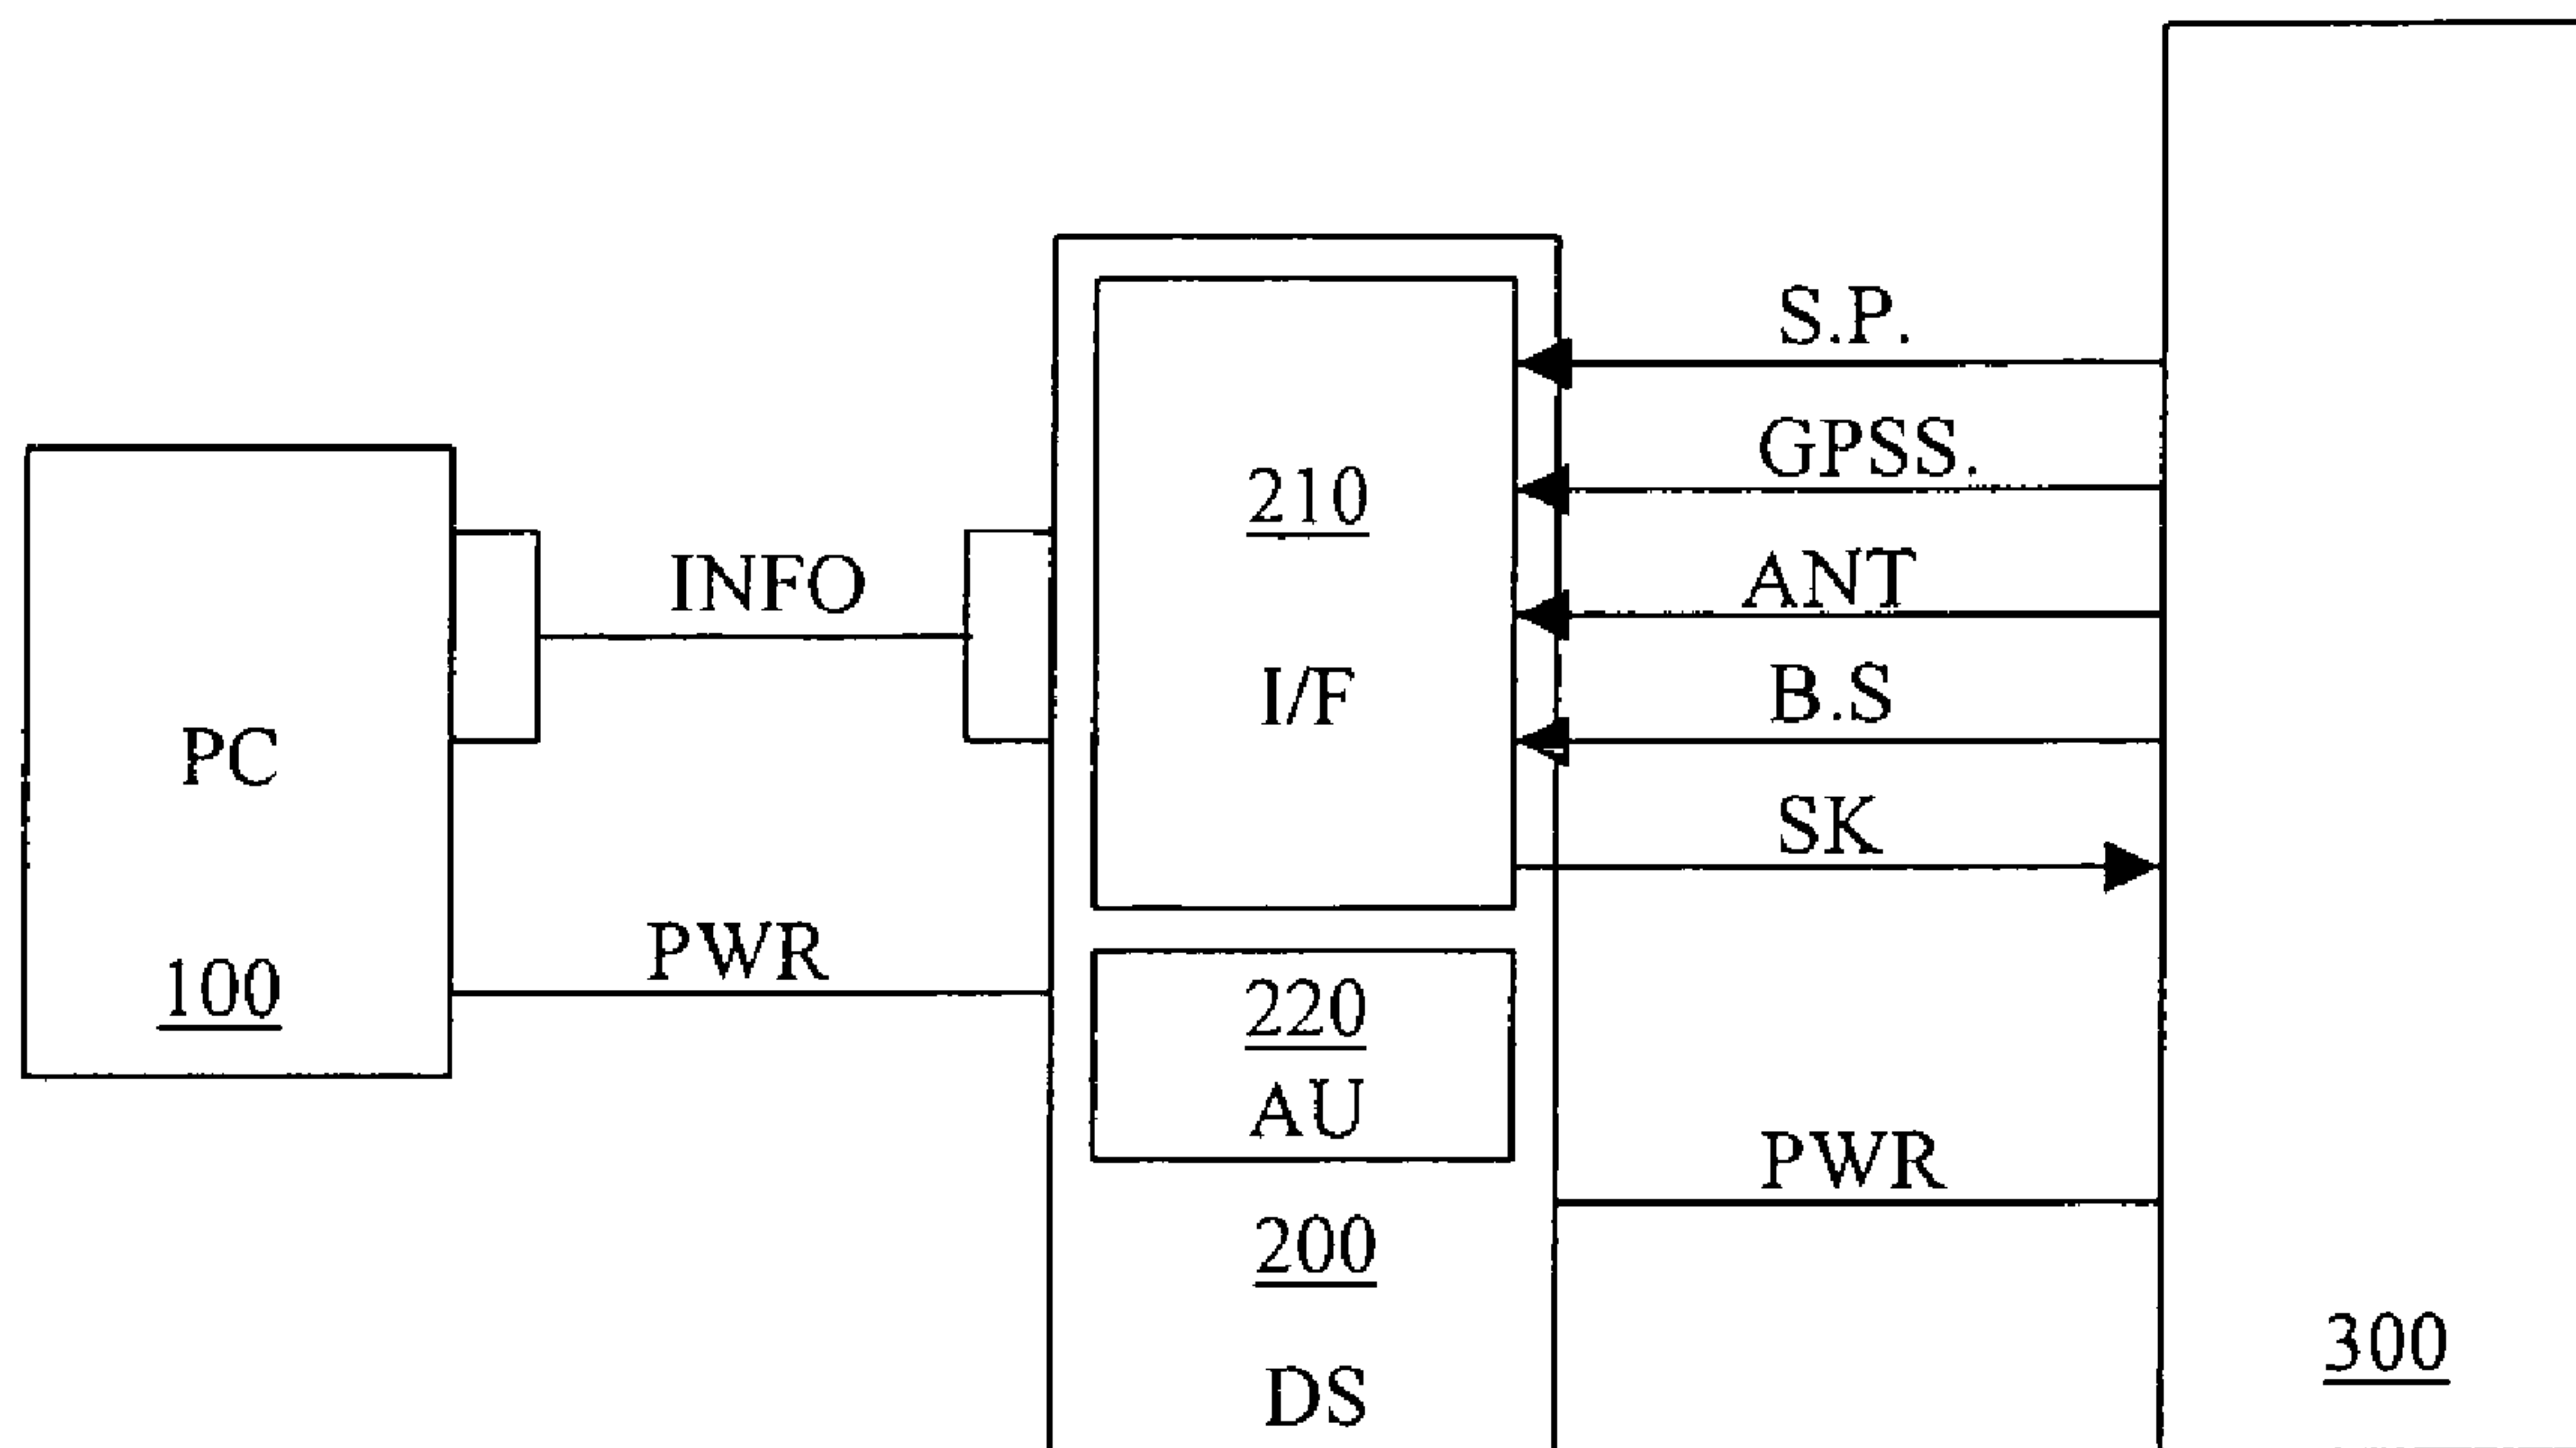 S.P.
GPSS.
210
ANT
INFO
I/F
B.S
PC
SK
PWR
100
220
AU
PWR
200
300
DS